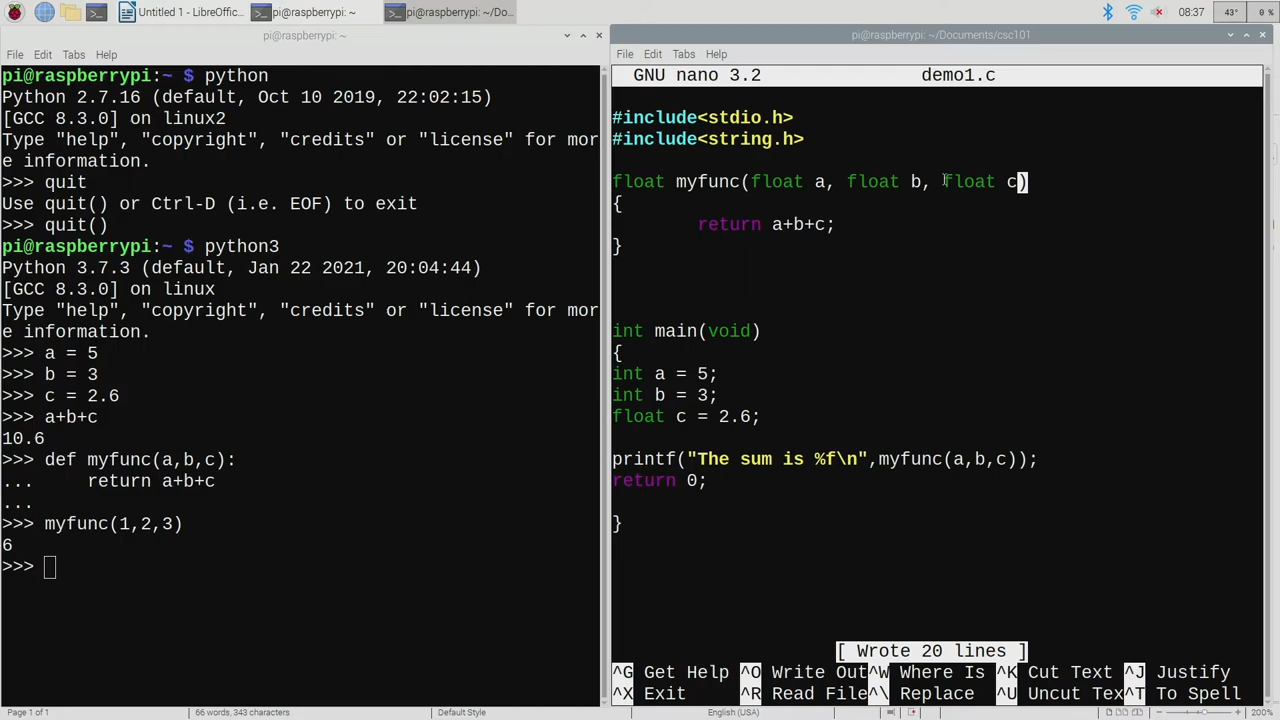 Untitled 1 - LibreOffic...
pi@raspberrypi: ~
pi@raspberrypi: ~/Do...
08:37
43°
0 %
pi@raspberrypi: ~
File Edit Tabs Help
pi@raspberrypi:~ $ python
Python 2.7.16 (default, Oct 10 2019, 22:02:15)
[GCC 8.3.0] on linux2
Type "help", "copyright", "credits" or "license" for mor
e information.
>>> quit
Use quit() or Ctrl-D (i.e. EOF) to exit
>>> quit()
pi@raspberrypi:~ $ python3
Python 3.7.3 (default, Jan 22 2021, 20:04:44)
[GCC 8.3.0] on linux
Type "help", "copyright", "credits" or "license" for mor
e information.
>>> a = 5
>>> b = 3
>>> c = 2.6
>>> a+b+c
10.6
>>> def myfunc(a,b,c):
...     return a+b+c
...
>>> myfunc(1,2,3)
6
>>>
pi@raspberrypi: ~/Documents/csc101
File Edit Tabs Help
GNU nano 3.2 demo1.c
#include<stdio.h>
#include<string.h>
float myfunc(float a, float b, float c)
{
        return a+b+c;
}
int main(void)
{
int a = 5;
int b = 3;
float c = 2.6;
printf("The sum is %f\n",myfunc(a,b,c));
return 0;
}
[ Wrote 20 lines ]
^G Get Help ^O Write Out ^W Where Is ^K Cut Text ^J Justify
^X Exit ^R Read File ^\ Replace ^U Uncut Tex ^T To Spell
Page 1 of 1
66 words, 343 characters
Default Style
English (USA)
200%